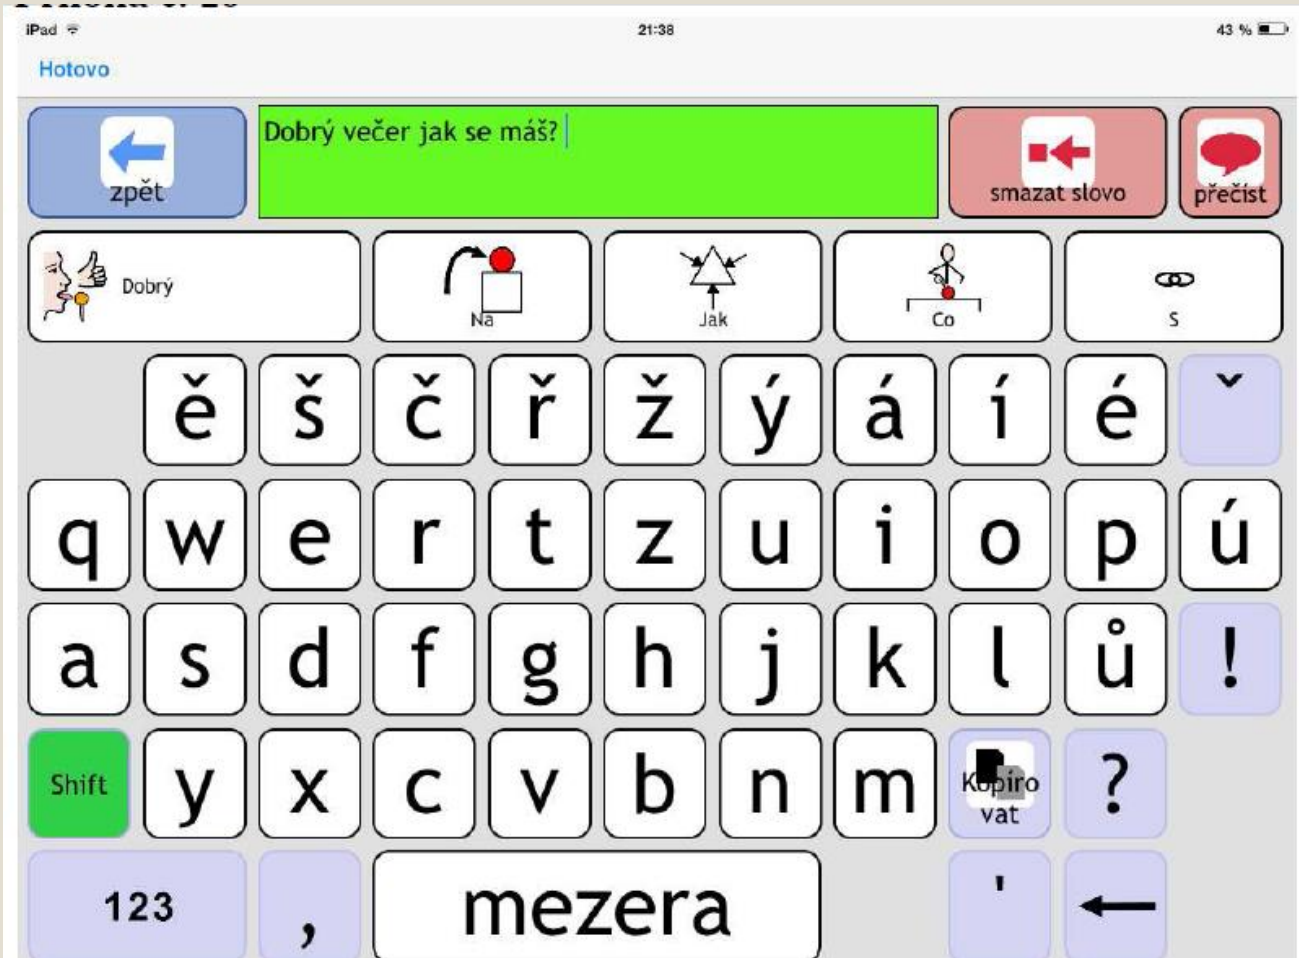 iPad 21:38 43 %
Hotovo
zpět
Dobrý večer jak se máš?
smazat slovo
přečíst
Dobrý
Na
Jak
Co
S
ě š č ř ž ý á í é ˇ
q w e r t z u i o p ú
a s d f g h j k l ů !
Shift y x c v b n m
Kopíro
vat
?
123 , mezera ' ←